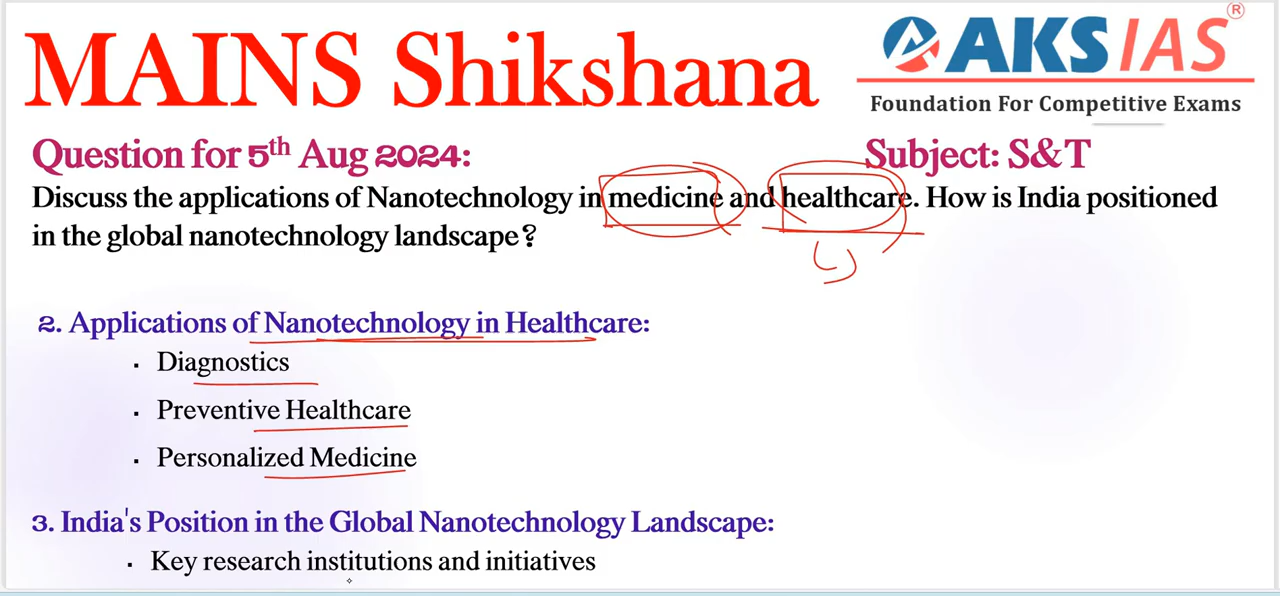 MAINS Shikshana
®
AKS IAS
Foundation For Competitive Exams
Question for 5th Aug 2024:
Subject: S&T
Discuss the applications of Nanotechnology in medicine and healthcare. How is India positioned
in the global nanotechnology landscape?
2. Applications of Nanotechnology in Healthcare:
▪ Diagnostics
▪ Preventive Healthcare
▪ Personalized Medicine
3. India's Position in the Global Nanotechnology Landscape:
▪ Key research institutions and initiatives